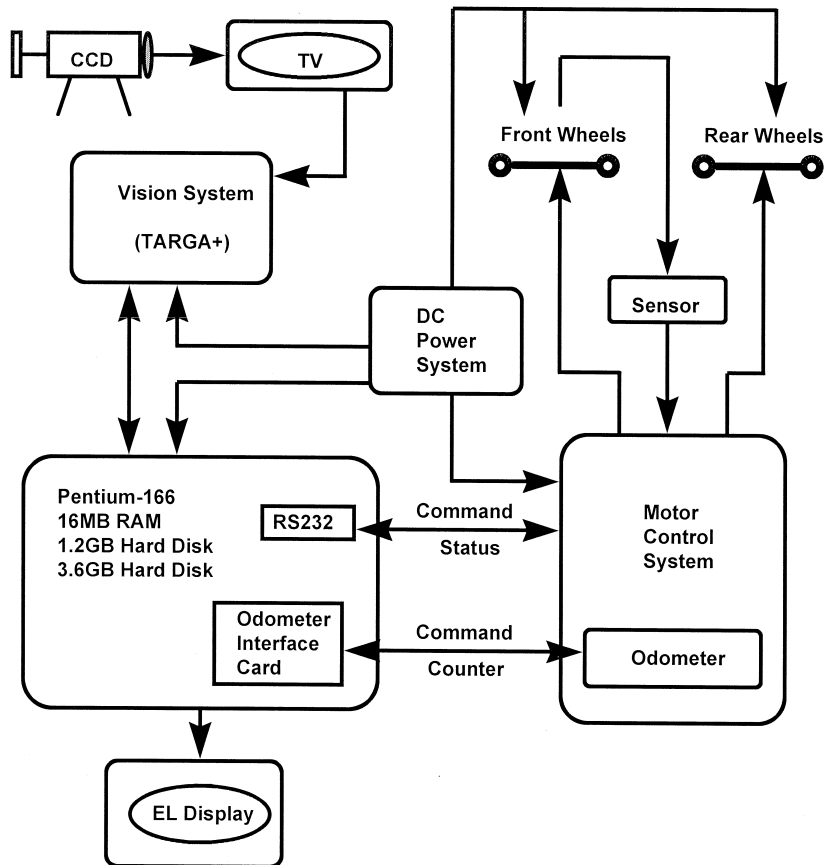 CCD
TV
Front Wheels
Rear Wheels
Vision System
(TARGA+)
DC
Power
System
Sensor
Pentium-166
16MB RAM
1.2GB Hard Disk
3.6GB Hard Disk
RS232
Command
Status
Motor
Control
System
Odometer
Interface
Card
Command
Counter
Odometer
EL Display